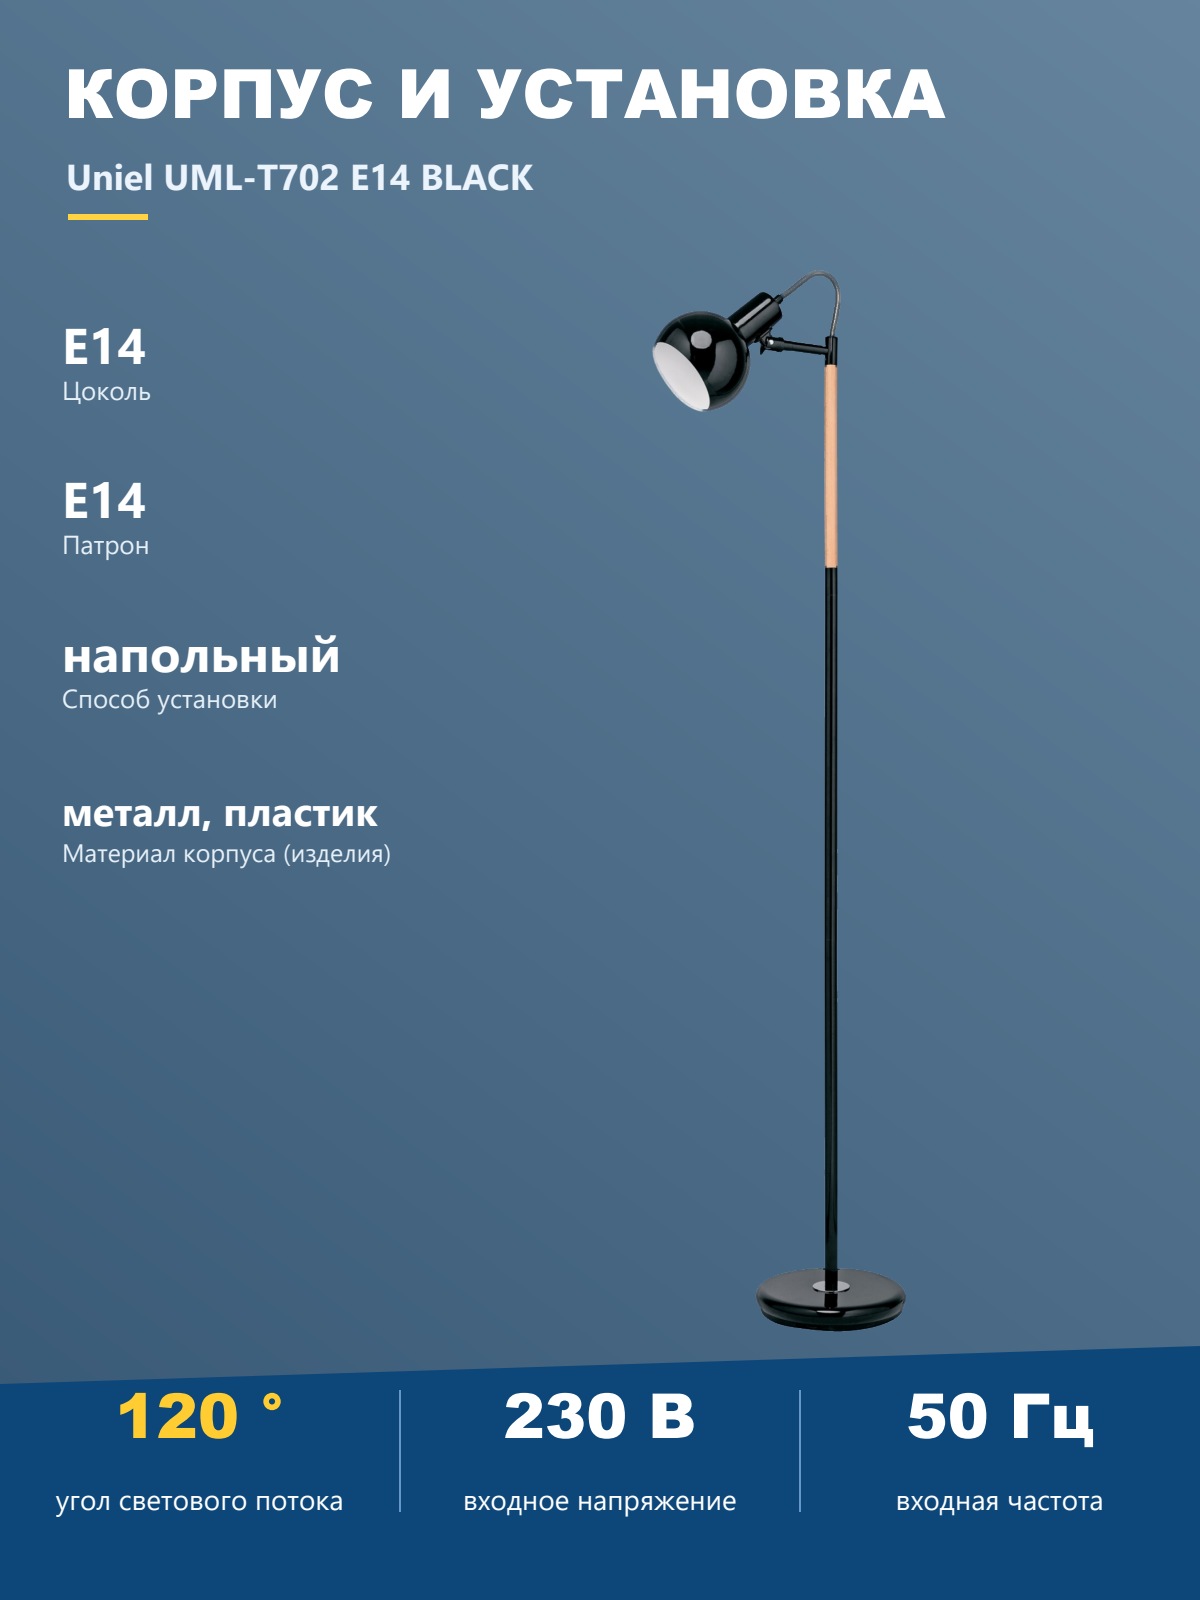 КОРПУС И УСТАНОВКА
Uniel UML-T702 E14 BLACK
E14
Цоколь
E14
Патрон
напольный
Способ установки
металл, пластик
Материал корпуса (изделия)
120 °
угол светового потока
230 В
входное напряжение
50 Гц
входная частота